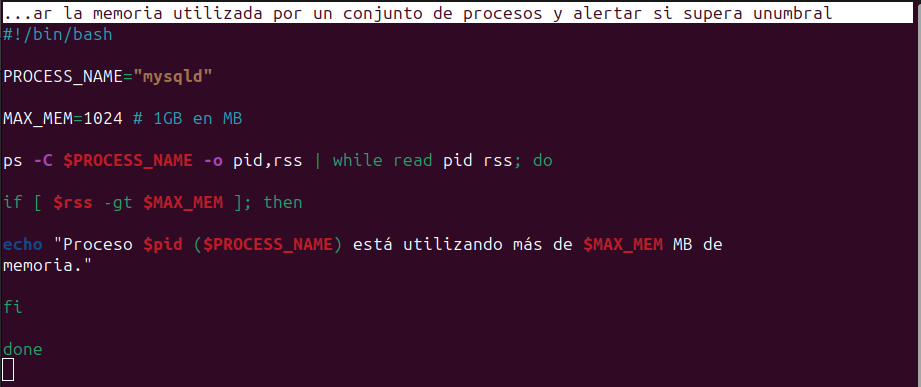 ...ar la memoria utilizada por un conjunto de procesos y alertar si supera unumbral
#!/bin/bash
PROCESS_NAME="mysqld"
MAX_MEM=1024 # 1GB en MB
ps -C $PROCESS_NAME -o pid,rss | while read pid rss; do
if [ $rss -gt $MAX_MEM ]; then
echo "Proceso $pid ($PROCESS_NAME) está utilizando más de $MAX_MEM MB de
memoria."
fi
done